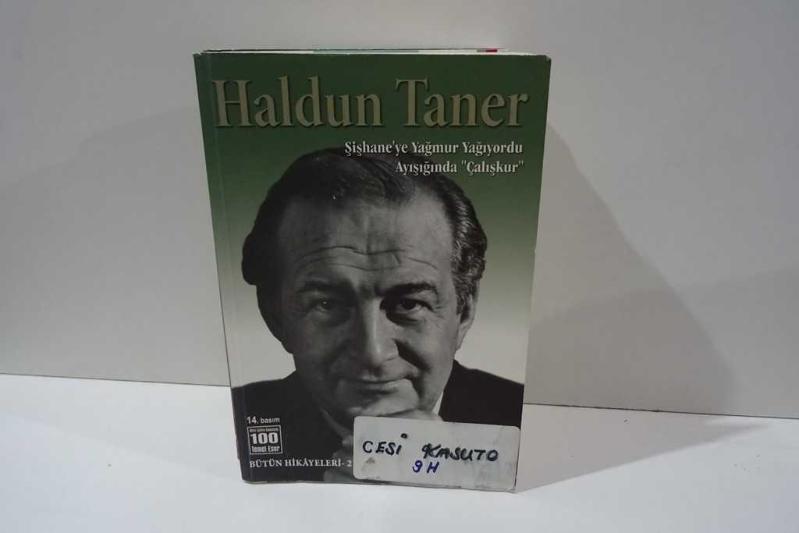 Haldun Taner
Şişhane'ye Yağmur Yağıyordu
Ayışığında "Çalışkur"
14. basım
100
Temel Eser
BÜTÜN HİKÂYELERİ- 2
CESİ KASUTO
9H